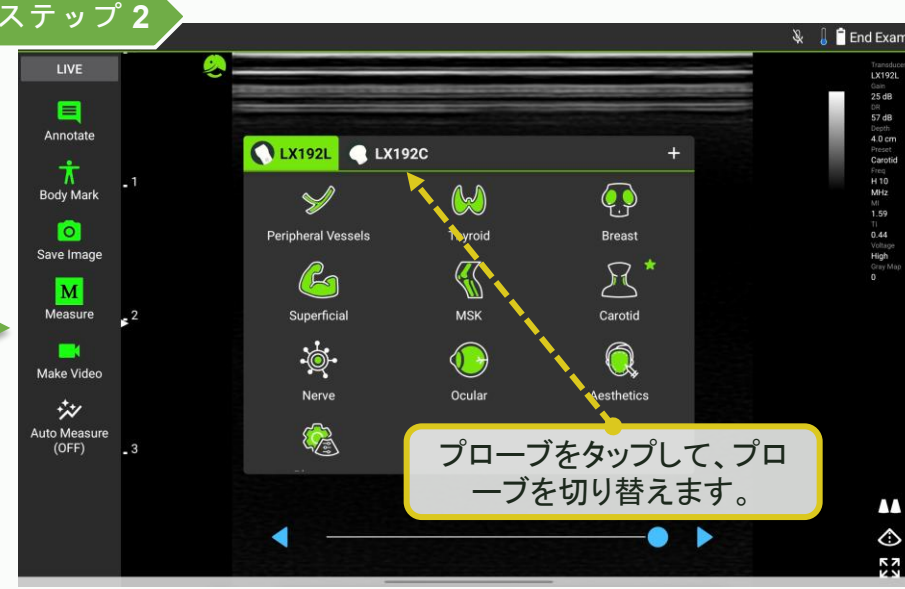 ステップ 2
End Exam
LIVE
Annotate
Body Mark
Save Image
M
Measure
Make Video
Auto Measure
(OFF)
1
2
3
LX192L
LX192C
+
Peripheral Vessels
Thyroid
Breast
Superficial
MSK
Carotid
Nerve
Ocular
Aesthetics
プローブをタップして、プロ
ーブを切り替えます。
Transducer
LX192L
Gain
25 dB
DR
57 dB
Depth
4.0 cm
Preset
Carotid
Freq
H 10
MHz
MI
1.59
TI
0.44
Voltage
High
Gray Map
0